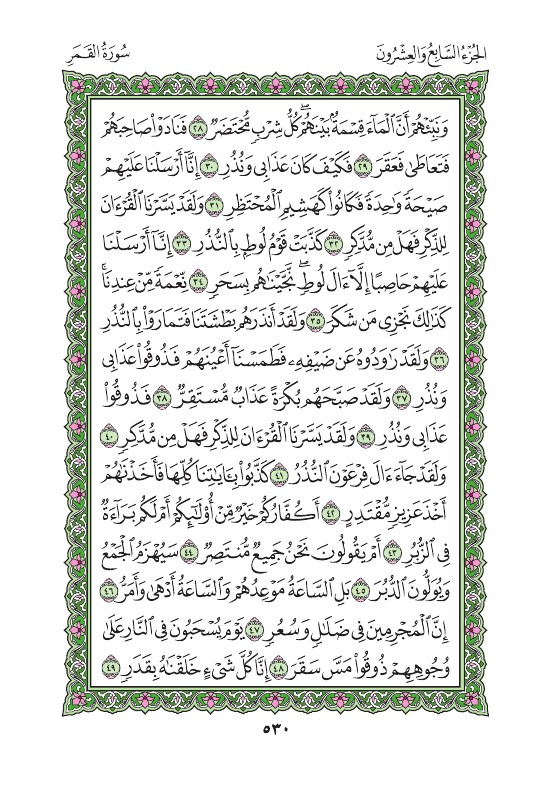 الجُزْءُ السَّابِعُ وَالعِشْرُونَ
سُورَةُ القَمَر
وَنَبِّئْهُمْ أَنَّ الْمَاءَ قِسْمَةٌ بَيْنَهُمْ كُلُّ شِرْبٍ مُّحْتَضَرٌ ٢٨ فَنَادَوْا صَاحِبَهُمْ
فَتَعَاطَىٰ فَعَقَرَ ٢٩ فَكَيْفَ كَانَ عَذَابِي وَنُذُرِ ٣٠ إِنَّا أَرْسَلْنَا عَلَيْهِمْ
صَيْحَةً وَاحِدَةً فَكَانُوا كَهَشِيمِ الْمُحْتَظِرِ ٣١ وَلَقَدْ يَسَّرْنَا الْقُرْءَانَ
لِلذِّكْرِ فَهَلْ مِن مُّدَّكِرٍ ٣٢ كَذَّبَتْ قَوْمُ لُوطٍ بِالنُّذُرِ ٣٣ إِنَّا أَرْسَلْنَا
عَلَيْهِمْ حَاصِبًا إِلَّا ءَالَ لُوطٍ نَّجَّيْنَاهُم بِسَحَرٍ ٣٤ نِّعْمَةً مِّنْ عِندِنَا
كَذَٰلِكَ نَجْزِي مَن شَكَرَ ٣٥ وَلَقَدْ أَنذَرَهُم بَطْشَتَنَا فَتَمَارَوْا بِالنُّذُرِ
٣٦ وَلَقَدْ رَاوَدُوهُ عَن ضَيْفِهِ فَطَمَسْنَا أَعْيُنَهُمْ فَذُوقُوا عَذَابِي
وَنُذُرِ ٣٧ وَلَقَدْ صَبَّحَهُم بُكْرَةً عَذَابٌ مُّسْتَقِرٌّ ٣٨ فَذُوقُوا
عَذَابِي وَنُذُرِ ٣٩ وَلَقَدْ يَسَّرْنَا الْقُرْءَانَ لِلذِّكْرِ فَهَلْ مِن مُّدَّكِرٍ ٤٠
وَلَقَدْ جَاءَ ءَالَ فِرْعَوْنَ النُّذُرُ ٤١ كَذَّبُوا بِـَٔايَاتِنَا كُلِّهَا فَأَخَذْنَاهُمْ
أَخْذَ عَزِيزٍ مُّقْتَدِرٍ ٤٢ أَكُفَّارُكُمْ خَيْرٌ مِّنْ أُولَٰئِكُمْ أَمْ لَكُم بَرَاءَةٌ
فِي الزُّبُرِ ٤٣ أَمْ يَقُولُونَ نَحْنُ جَمِيعٌ مُّنتَصِرٌ ٤٤ سَيُهْزَمُ الْجَمْعُ
وَيُوَلُّونَ الدُّبُرَ ٤٥ بَلِ السَّاعَةُ مَوْعِدُهُمْ وَالسَّاعَةُ أَدْهَىٰ وَأَمَرُّ ٤٦
إِنَّ الْمُجْرِمِينَ فِي ضَلَالٍ وَسُعُرٍ ٤٧ يَوْمَ يُسْحَبُونَ فِي النَّارِ عَلَىٰ
وُجُوهِهِمْ ذُوقُوا مَسَّ سَقَرَ ٤٨ إِنَّا كُلَّ شَيْءٍ خَلَقْنَاهُ بِقَدَرٍ ٤٩
٥٣٠